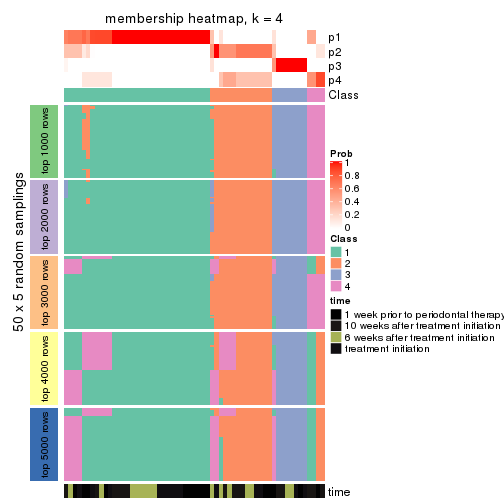 membership heatmap, k = 4
p1
p2
p3
p4
Class
50 x 5 random samplings
top 1000 rows
top 2000 rows
top 3000 rows
top 4000 rows
top 5000 rows
Prob
1
0.8
0.6
0.4
0.2
0
Class
1
2
3
4
time
1 week prior to periodontal therapy
10 weeks after treatment initiation
6 weeks after treatment initiation
treatment initiation
time